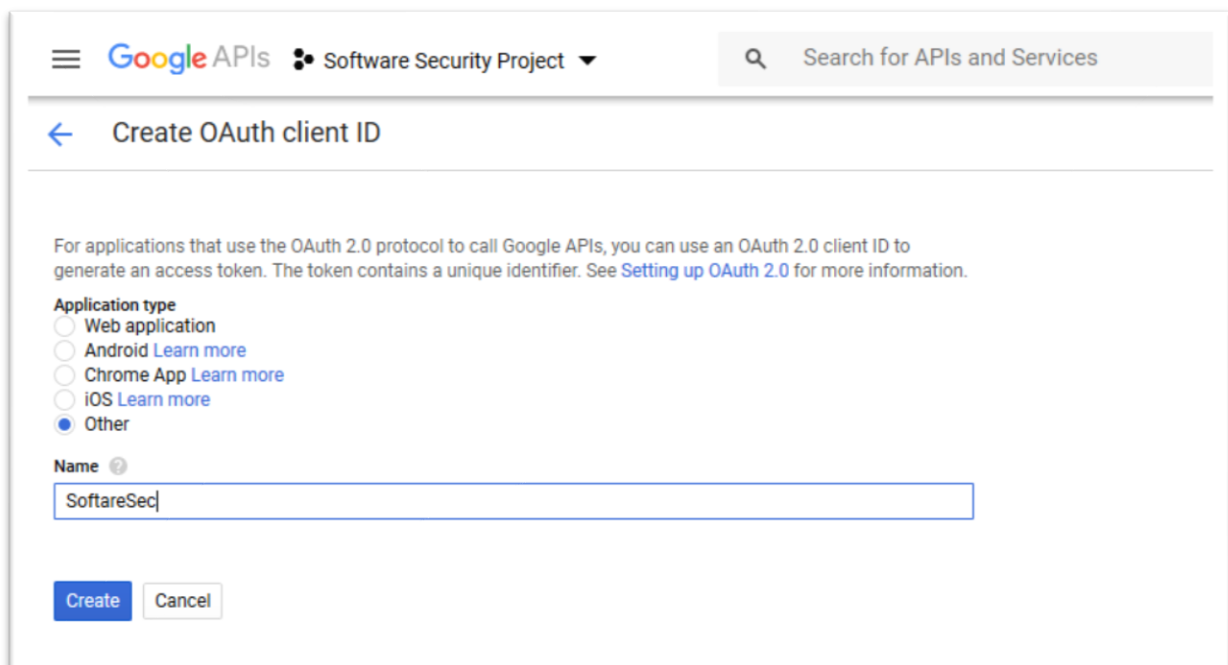 Google APIs Software Security Project Search for APIs and Services
Create OAuth client ID
For applications that use the OAuth 2.0 protocol to call Google APIs, you can use an OAuth 2.0 client ID to
generate an access token. The token contains a unique identifier. See Setting up OAuth 2.0 for more information.
Application type
Web application
Android Learn more
Chrome App Learn more
iOS Learn more
Other
Name ?
SoftareSec
Create Cancel